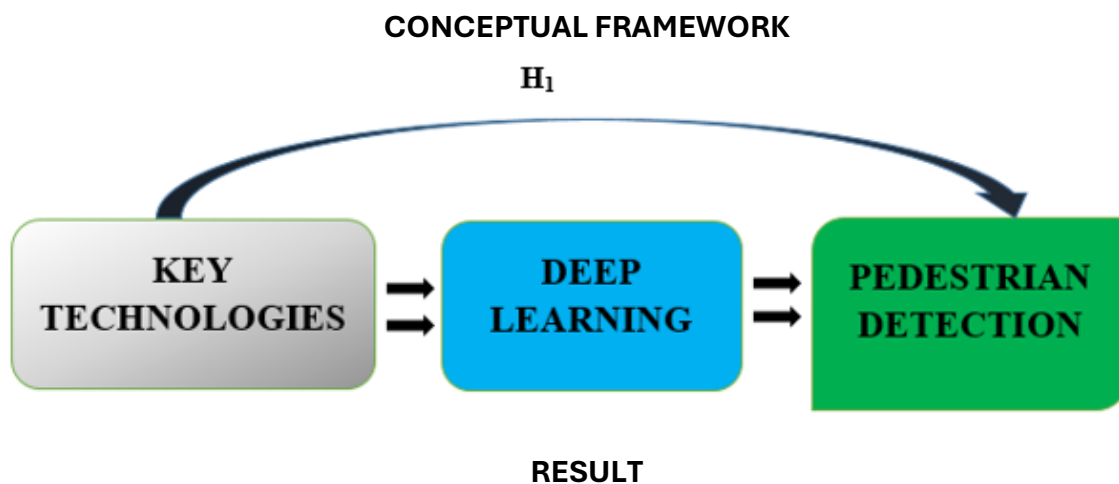 CONCEPTUAL FRAMEWORK
H₁
KEY
TECHNOLOGIES
DEEP
LEARNING
PEDESTRIAN
DETECTION
RESULT